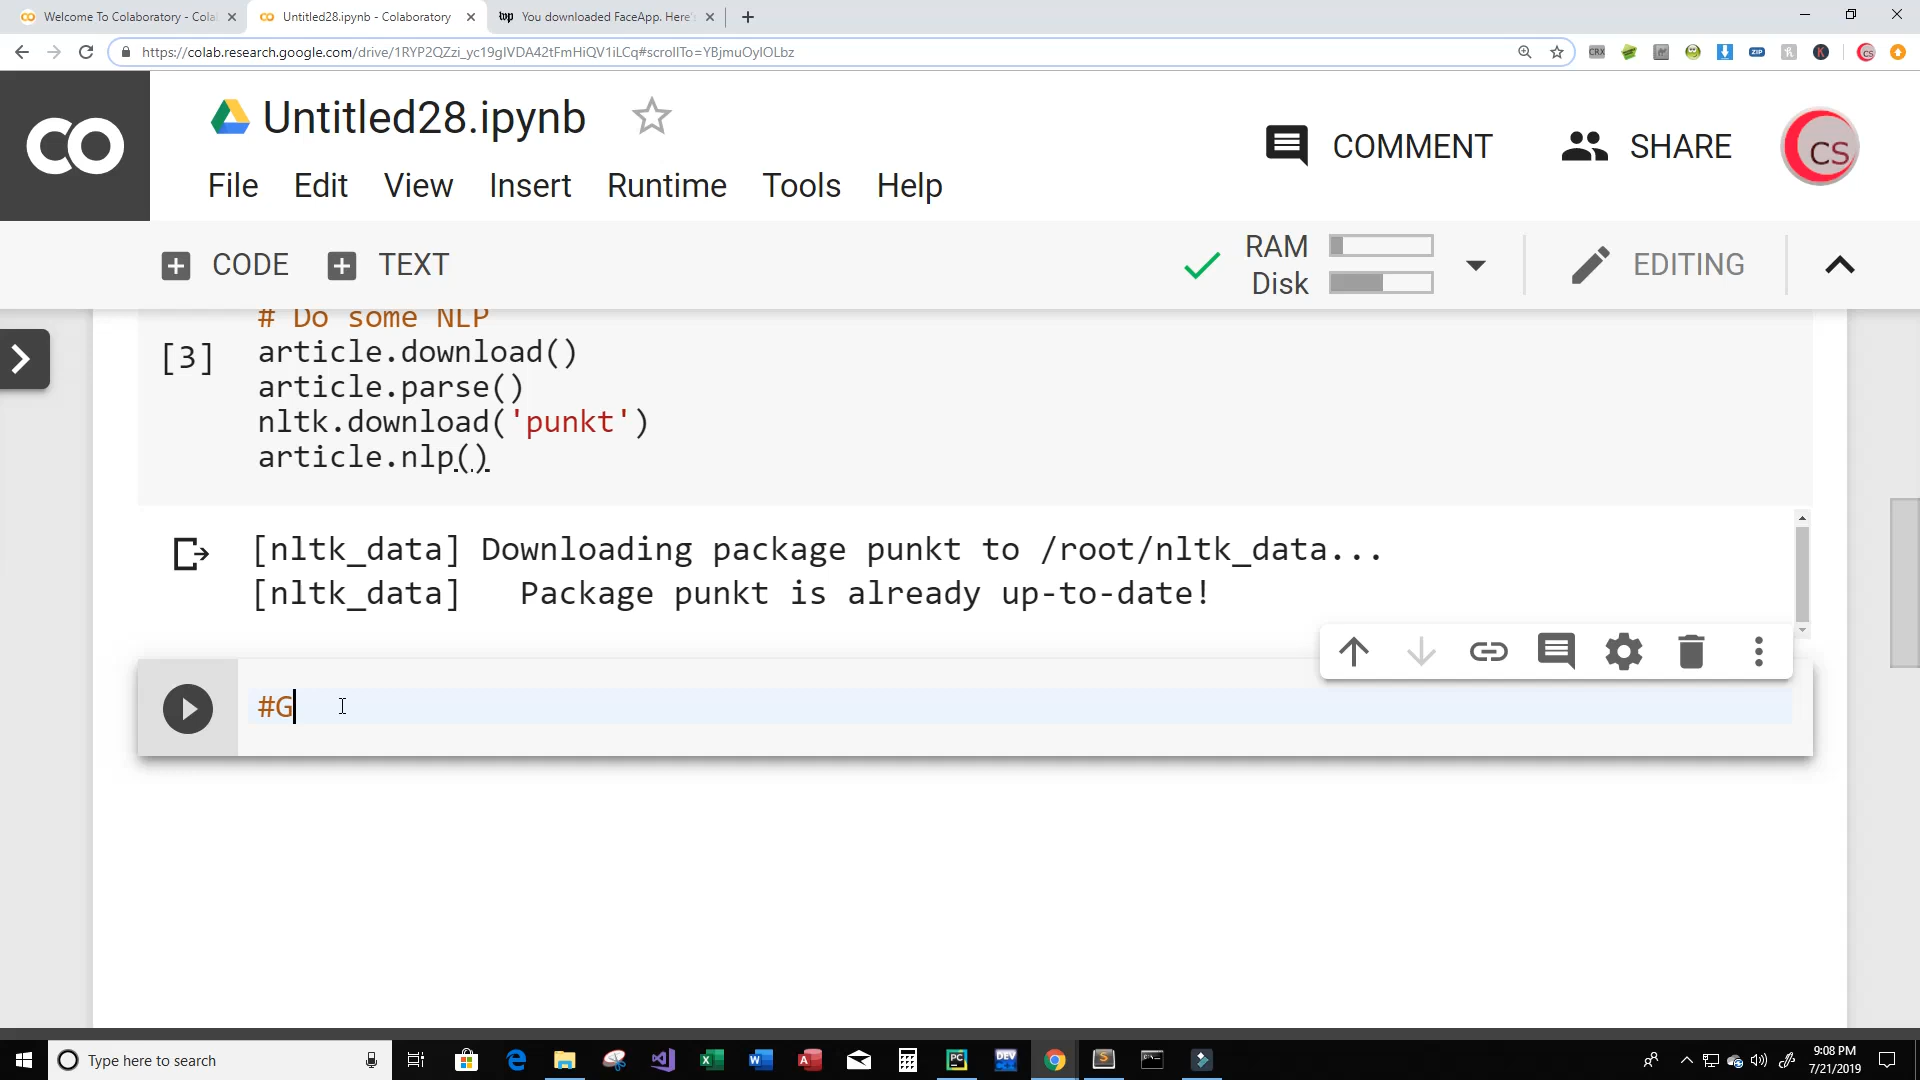 Welcome To Colaboratory - Cola
Untitled28.ipynb - Colaboratory
You downloaded FaceApp. Here's
https://colab.research.google.com/drive/1RYP2QZzi_yc19glVDA42tFmHiQV1iLCq#scrollTo=YBjmuOyIOLbz
CO
Untitled28.ipynb
COMMENT
SHARE
CS
File Edit View Insert Runtime Tools Help
CODE
TEXT
RAM
Disk
EDITING
# Do some NLP
[3]
article.download()
article.parse()
nltk.download('punkt')
article.nlp()
[nltk_data] Downloading package punkt to /root/nltk_data...
[nltk_data]   Package punkt is already up-to-date!
#G
Type here to search
9:08 PM
7/21/2019